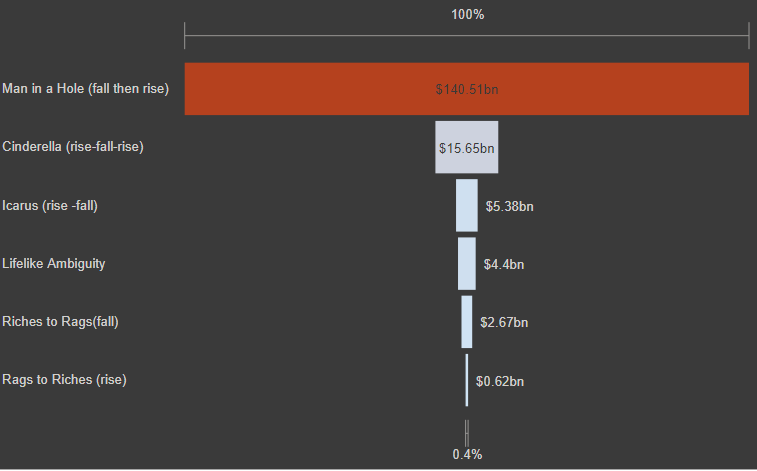 100%
Man in a Hole (fall then rise)
$140.51bn
Cinderella (rise-fall-rise)
$15.65bn
Icarus (rise -fall)
$5.38bn
Lifelike Ambiguity
$4.4bn
Riches to Rags(fall)
$2.67bn
Rags to Riches (rise)
$0.62bn
0.4%